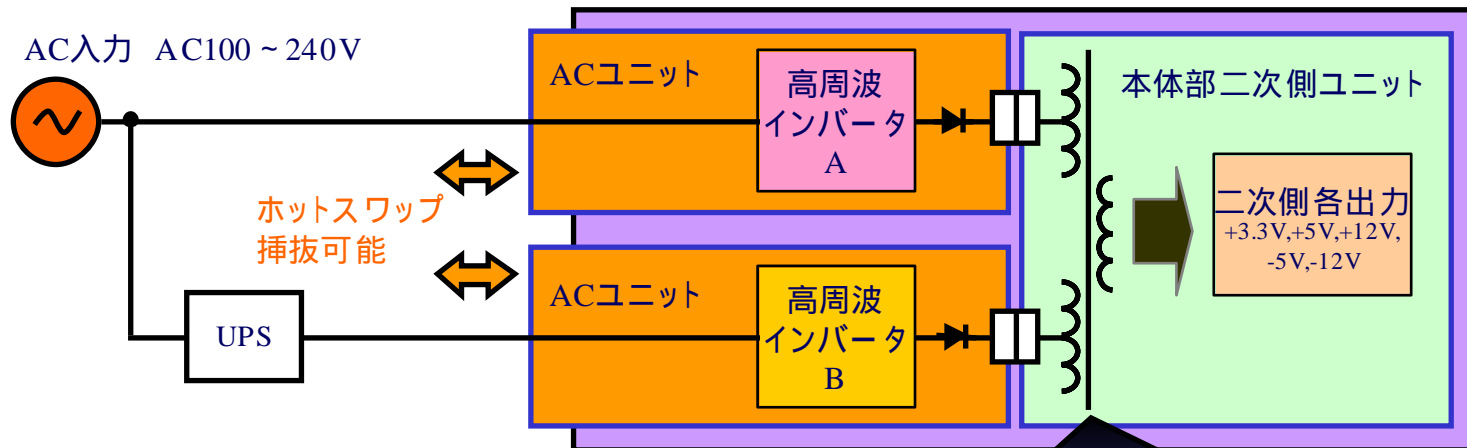 AC入力 AC100～240V
ACユニット
高周波
インバータ
A
本体部二次側ユニット
ホットスワップ
挿抜可能
二次側各出力
+3.3V,+5V,+12V,
-5V,-12V
ACユニット
高周波
インバータ
B
UPS